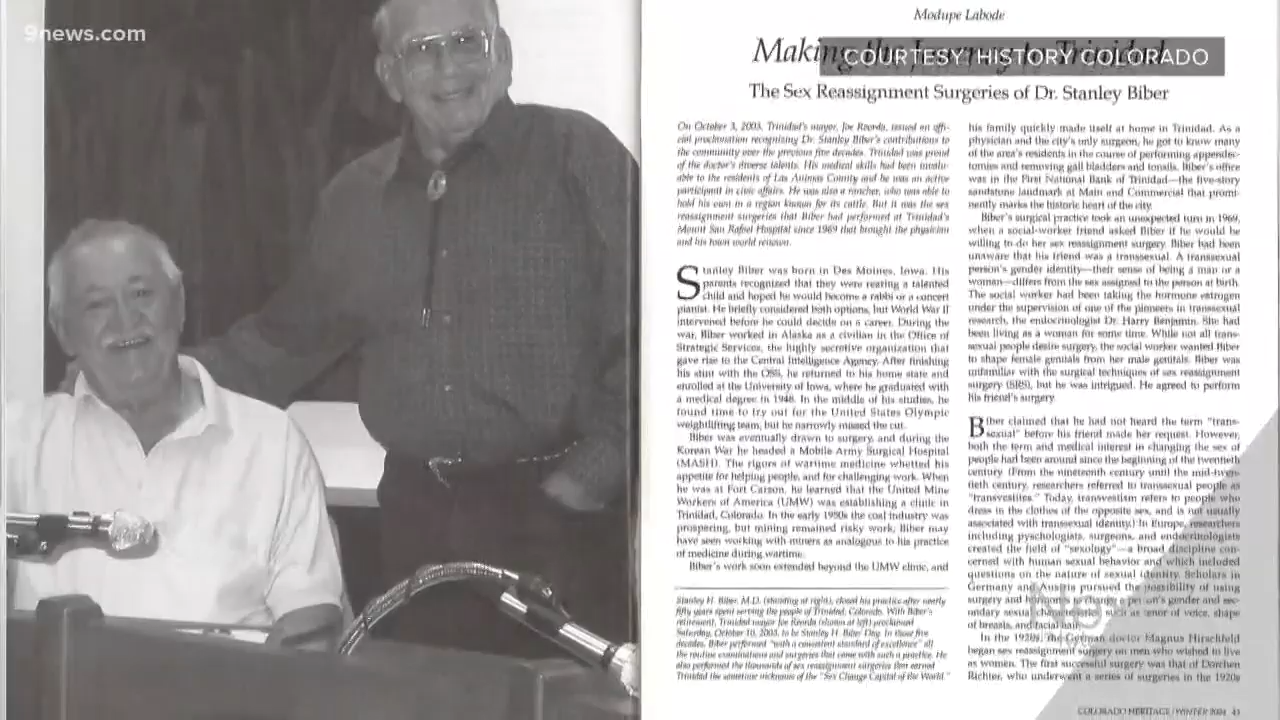 9news.com
Modupe Labode
COURTESY: HISTORY COLORADO
The Sex Reassignment Surgeries of Dr. Stanley Biber
On October 3, 2003, Trinidad's mayor, Joe Reorda, issued an offi-
cial proclamation recognizing Dr. Stanley Biber's contributions to
the community over the previous five decades. Trinidad was proud
of the doctor's diverse talents. His medical skills had been invalu-
able to the residents of Las Animas County and he was an active
participant in civic affairs. He was also a rancher, who was able to
hold his own in a region known for its cattle. But it was the sex
reassignment surgeries that Biber had performed at Trinidad's
Mount San Rafael Hospital since 1969 that brought the physician
and his town world renown.
Stanley Biber was born in Des Moines, Iowa. His
parents recognized that they were rearing a talented
child and hoped he would become a rabbi or a concert
pianist. He briefly considered both options, but World War II
intervened before he could decide on a career. During the
war, Biber worked in Alaska as a civilian in the Office of
Strategic Services, the highly secretive organization that
gave rise to the Central Intelligence Agency. After finishing
his stint with the OSS, he returned to his home state and
enrolled at the University of Iowa, where he graduated with
a medical degree in 1948. In the middle of his studies, he
found time to try out for the United States Olympic
weightlifting team, but he narrowly missed the cut.
Biber was eventually drawn to surgery, and during the
Korean War he headed a Mobile Army Surgical Hospital
(MASH). The rigors of wartime medicine whetted his
appetite for helping people, and for challenging work. When
he was at Fort Carson, he learned that the United Mine
Workers of America (UMW) was establishing a clinic in
Trinidad, Colorado. In the early 1950s the coal industry was
prospering, but mining remained risky work. Biber may
have seen working with miners as analogous to his practice
of medicine during wartime.
Biber's work soon extended beyond the UMW clinic, and
Stanley H. Biber, M.D. (standing at right), closed his practice after nearly
fifty years spent serving the people of Trinidad, Colorado. With Biber's
retirement, Trinidad mayor Joe Reorda (shown at left) proclaimed
Saturday, October 10, 2003, to be Stanley H. Biber Day. In those five
decades, Biber performed "with a consistent standard of excellence" all
the routine examinations and surgeries that come with such a practice. He
also performed the thousands of sex reassignment surgeries that earned
Trinidad the sometime nickname of the "Sex Change Capital of the World."
his family quickly made itself at home in Trinidad. As a
physician and the city's only surgeon, he got to know many
of the area's residents in the course of performing appendec-
tomies and removing gall bladders and tonsils. Biber's office
was in the First National Bank of Trinidad—the five-story
sandstone landmark at Main and Commercial that promi-
nently marks the historic heart of the city.
Biber's surgical practice took an unexpected turn in 1969,
when a social-worker friend asked Biber if he would be
willing to do her sex reassignment surgery. Biber had been
unaware that his friend was a transsexual. A transsexual
person's gender identity—their sense of being a man or a
woman—differs from the sex assigned to the person at birth.
The social worker had been taking the hormone estrogen
under the supervision of one of the pioneers in transsexual
research, the endocrinologist Dr. Harry Benjamin. She had
been living as a woman for some time. While not all trans-
sexual people desire surgery, the social worker wanted Biber
to shape female genitals from her male genitals. Biber was
unfamiliar with the surgical techniques of sex reassignment
surgery (SRS), but he was intrigued. He agreed to perform
his friend's surgery.
Biber claimed that he had not heard the term "trans-
sexual" before his friend made her request. However,
both the term and medical interest in changing the sex of
people had been around since the beginning of the twentieth
century. (From the nineteenth century until the mid-twen-
tieth century, researchers referred to transsexual people as
"transvestites." Today, transvestism refers to people who
dress in the clothes of the opposite sex, and is not usually
associated with transsexual identity.) In Europe, researchers
including pyschologists, surgeons, and endocrinologists
created the field of "sexology"—a broad discipline con-
cerned with human sexual behavior and which included
questions on the nature of sexual identity. Scholars in
Germany and Austria pursued the possibility of using
surgery and hormones to change a person's gender and sec-
ondary sexual characteristics such as tenor of voice, shape
of breasts, and facial hair.
In the 1920s, the German doctor Magnus Hirschfeld
began sex reassignment surgery on men who wished to live
as women. The first successful surgery was that of Dorchen
Richter, who underwent a series of surgeries in the 1920s
COLORADO HERITAGE / WINTER 2004 43